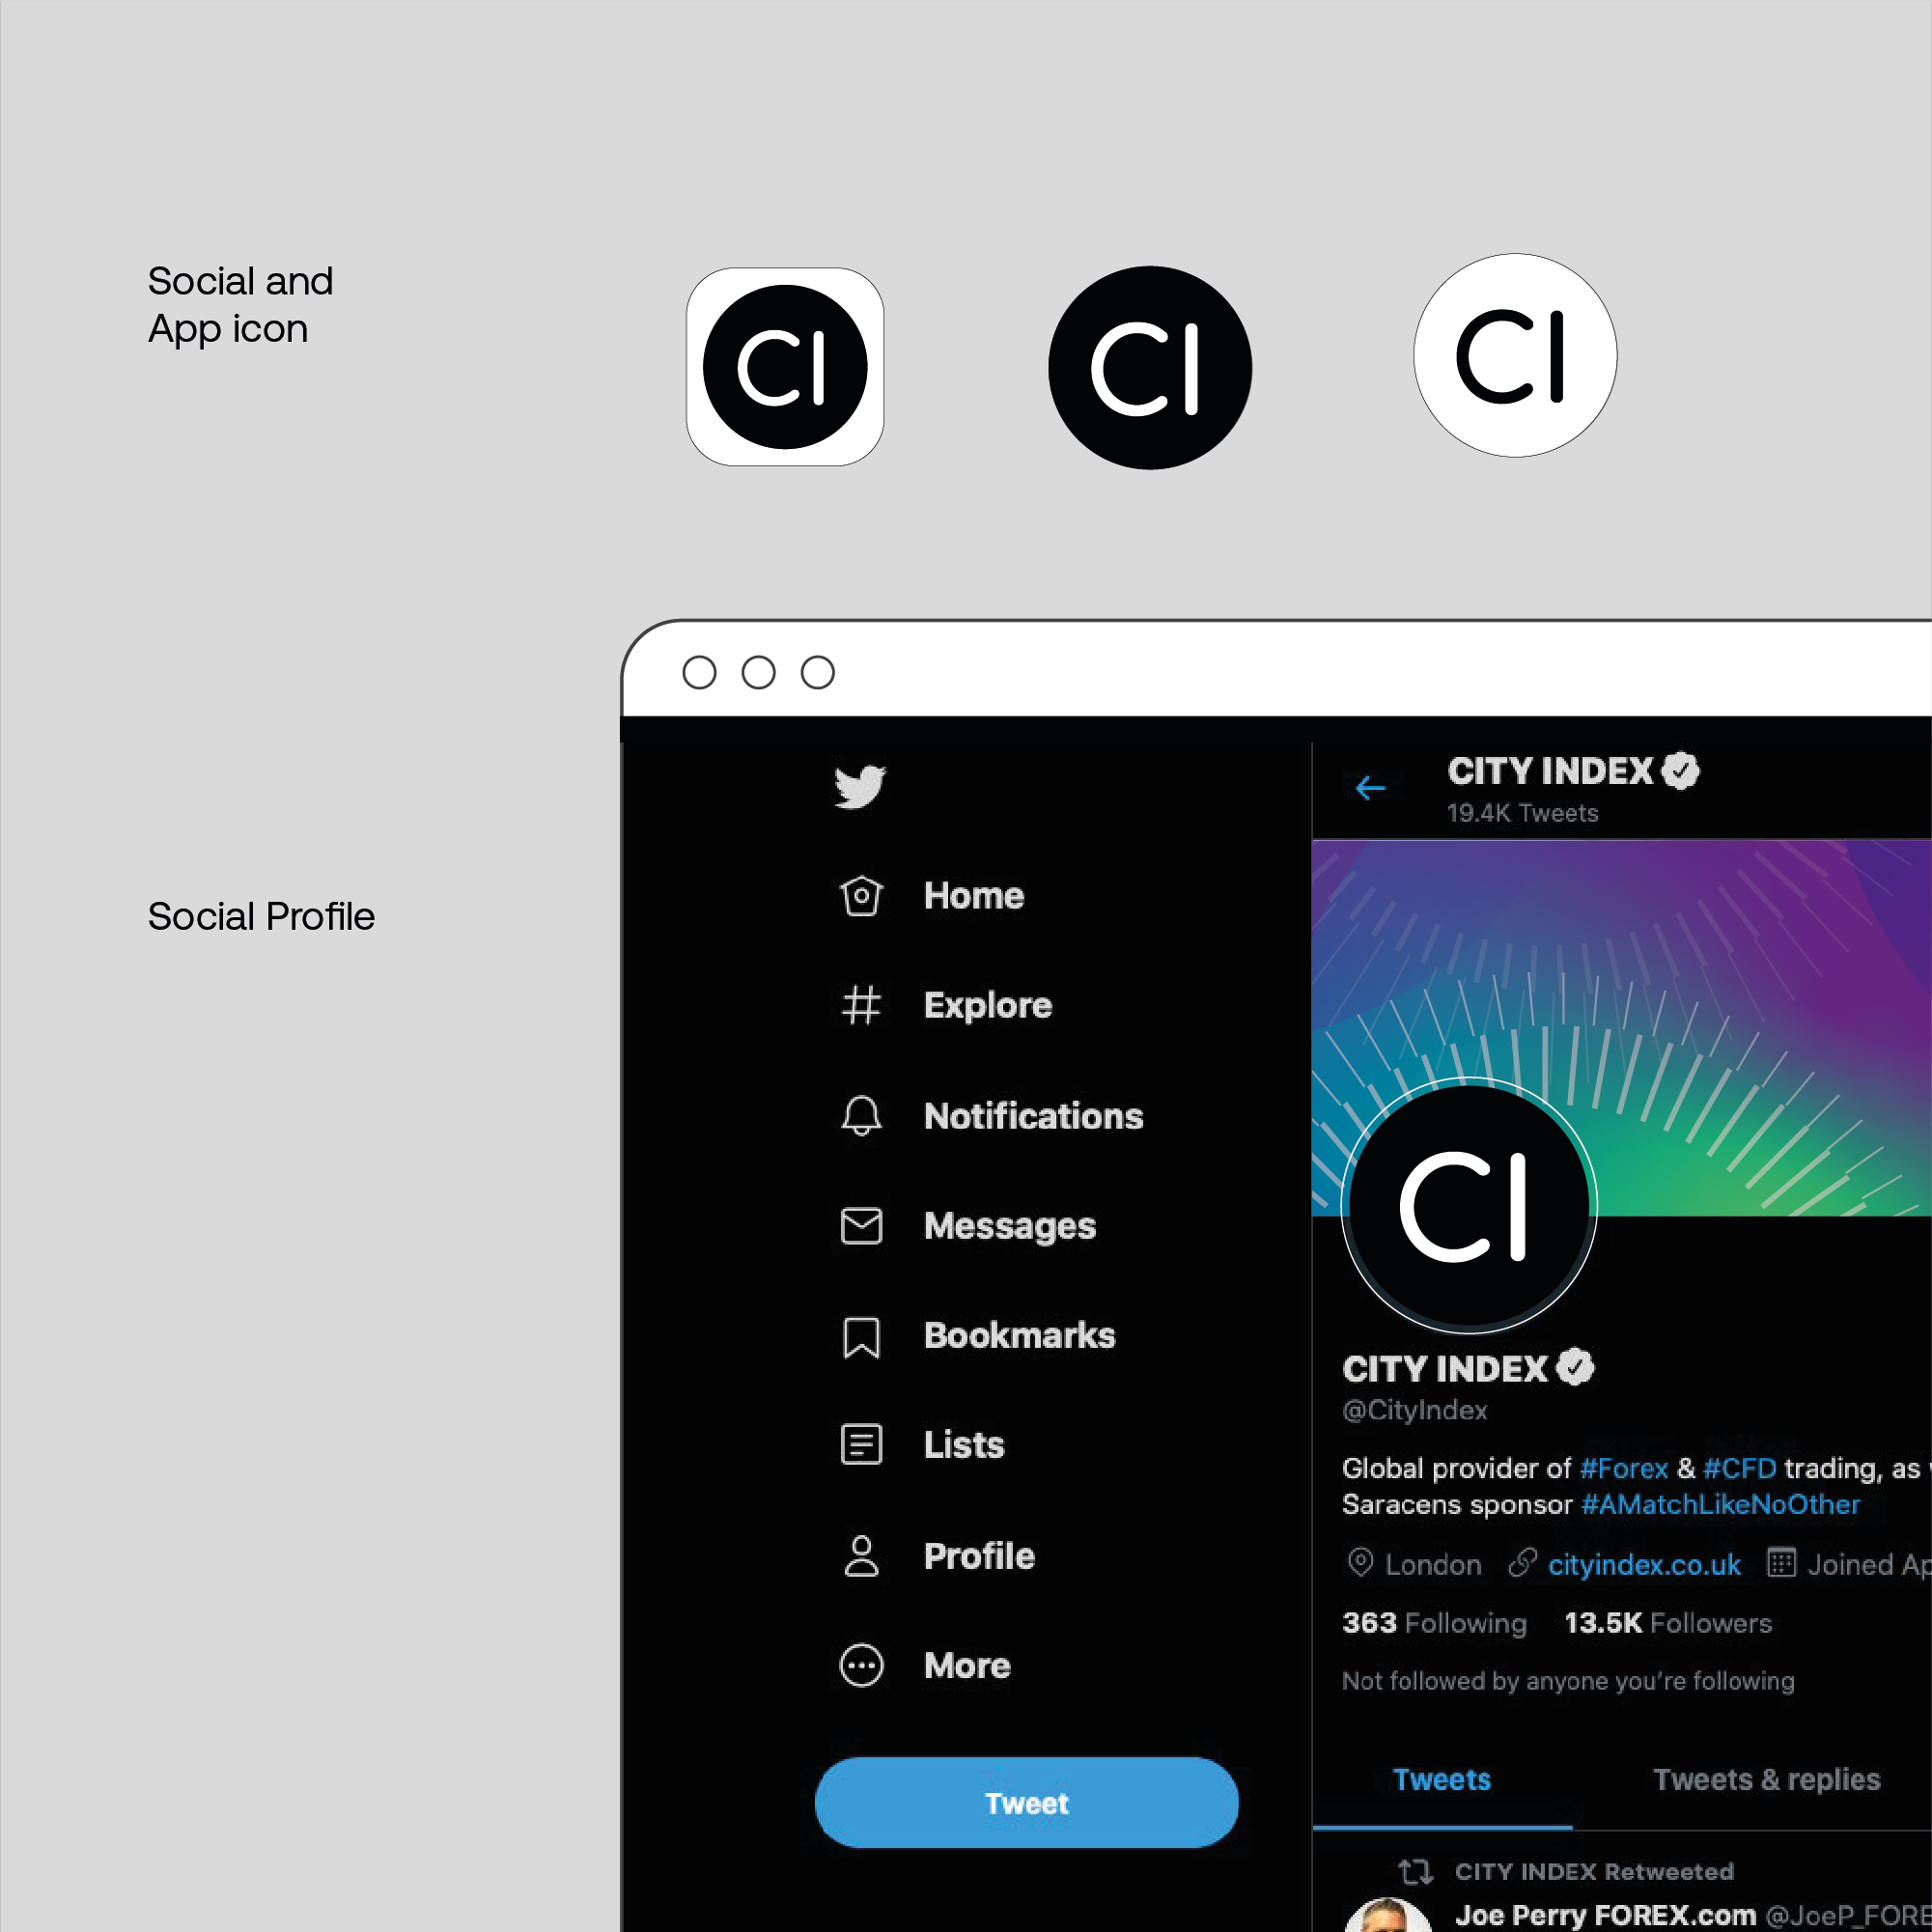 Social and
App icon
CI
CI
CI
Social Profile
CITY INDEX
19.4K Tweets
Home
Explore
Notifications
Messages
Bookmarks
Lists
Profile
More
Tweet
CI
CITY INDEX
@CityIndex
Global provider of #Forex & #CFD trading, as
Saracens sponsor #AMatchLikeNoOther
London cityindex.co.uk Joined Ap
363 Following 13.5K Followers
Not followed by anyone you're following
Tweets Tweets & replies
CITY INDEX Retweeted
Joe Perry FOREX.com @JoeP_FORE